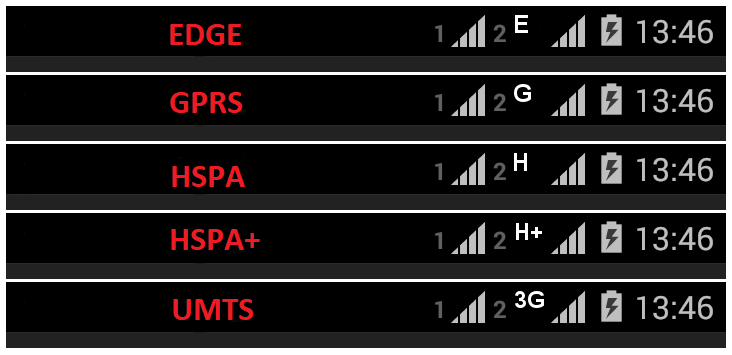 EDGE 1 2 E 13:46
GPRS 1 2 G 13:46
HSPA 1 2 H 13:46
HSPA+ 1 2 H+ 13:46
UMTS 1 2 3G 13:46